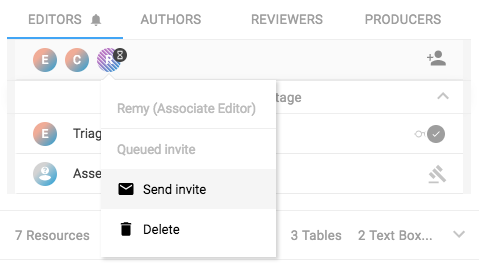 EDITORS AUTHORS REVIEWERS PRODUCERS
E C R
Remy (Associate Editor) tage
E Triag
Queued invite
Asse
Send invite
Delete
7 Resources 3 Tables 2 Text Box...